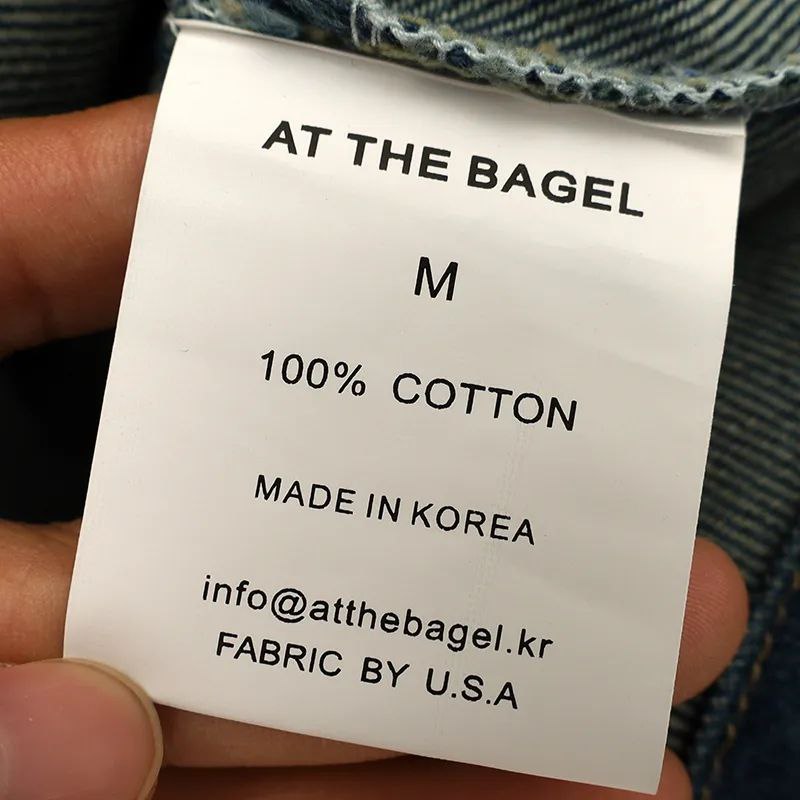 AT THE BAGEL
M
100% COTTON
MADE IN KOREA
info@atthebagel.kr
FABRIC BY U.S.A